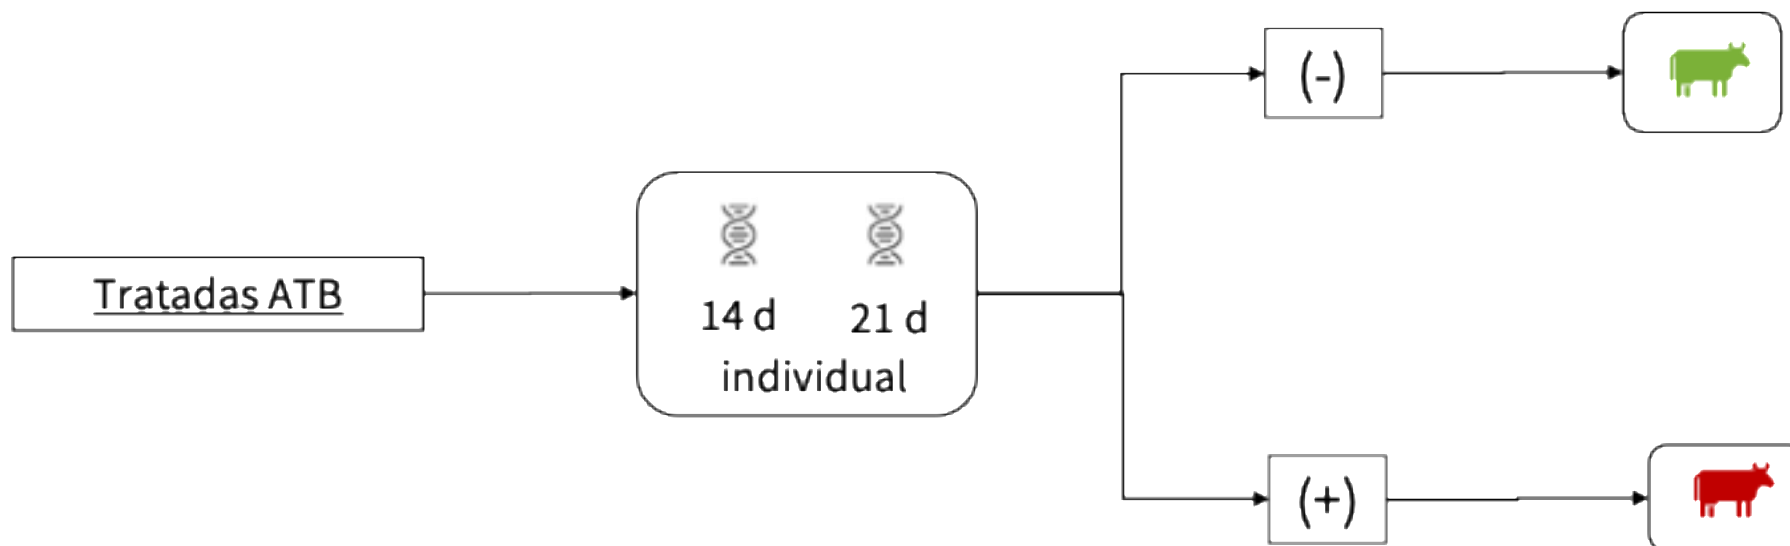 Tratadas ATB
14 d 21 d
individual
(-)
(+)